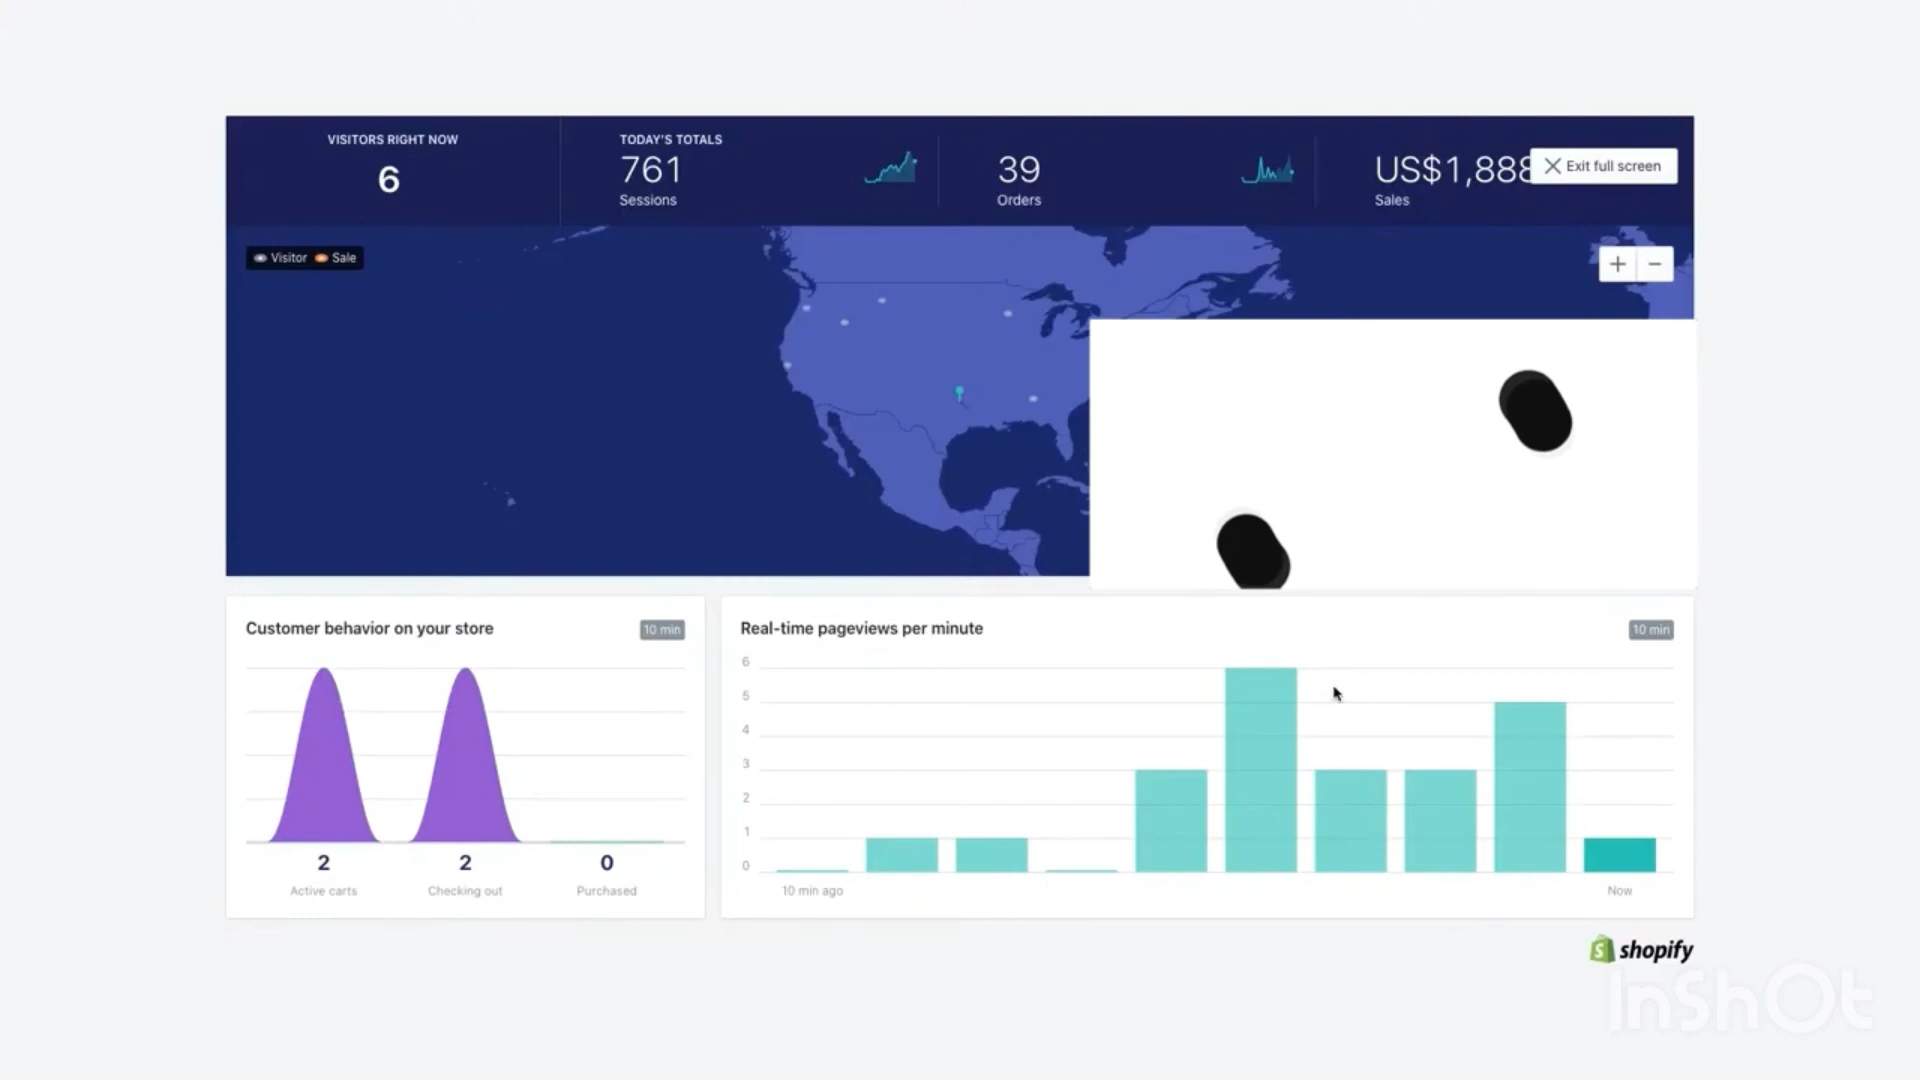 VISITORS RIGHT NOW
6
TODAY'S TOTALS
761
Sessions
39
Orders
US$1,888
Sales
Exit full screen
Visitor Sale
Customer behavior on your store
10 min
2
Active carts
2
Checking out
0
Purchased
Real-time pageviews per minute
10 min
6
5
4
3
2
1
0
10 min ago
Now
shopify
InShOt